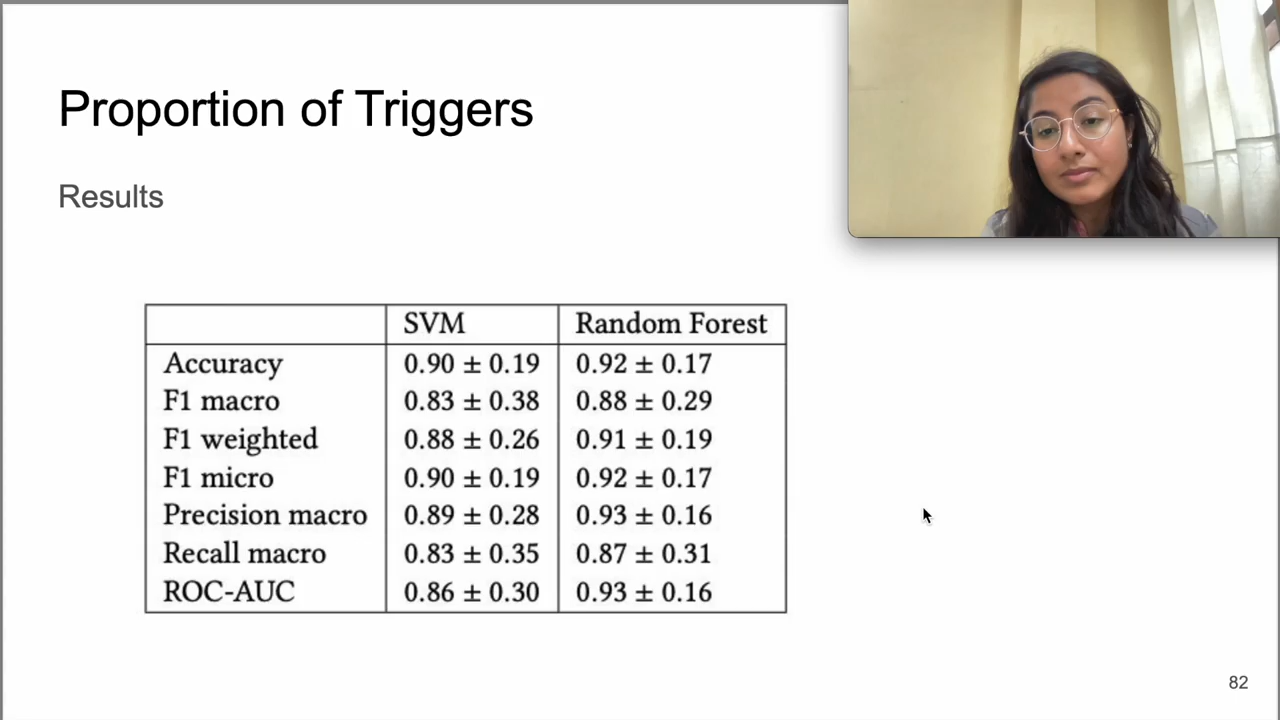 Proportion of Triggers
Results
SVM Random Forest
Accuracy 0.90 ± 0.19 0.92 ± 0.17
F1 macro 0.83 ± 0.38 0.88 ± 0.29
F1 weighted 0.88 ± 0.26 0.91 ± 0.19
F1 micro 0.90 ± 0.19 0.92 ± 0.17
Precision macro 0.89 ± 0.28 0.93 ± 0.16
Recall macro 0.83 ± 0.35 0.87 ± 0.31
ROC-AUC 0.86 ± 0.30 0.93 ± 0.16
82